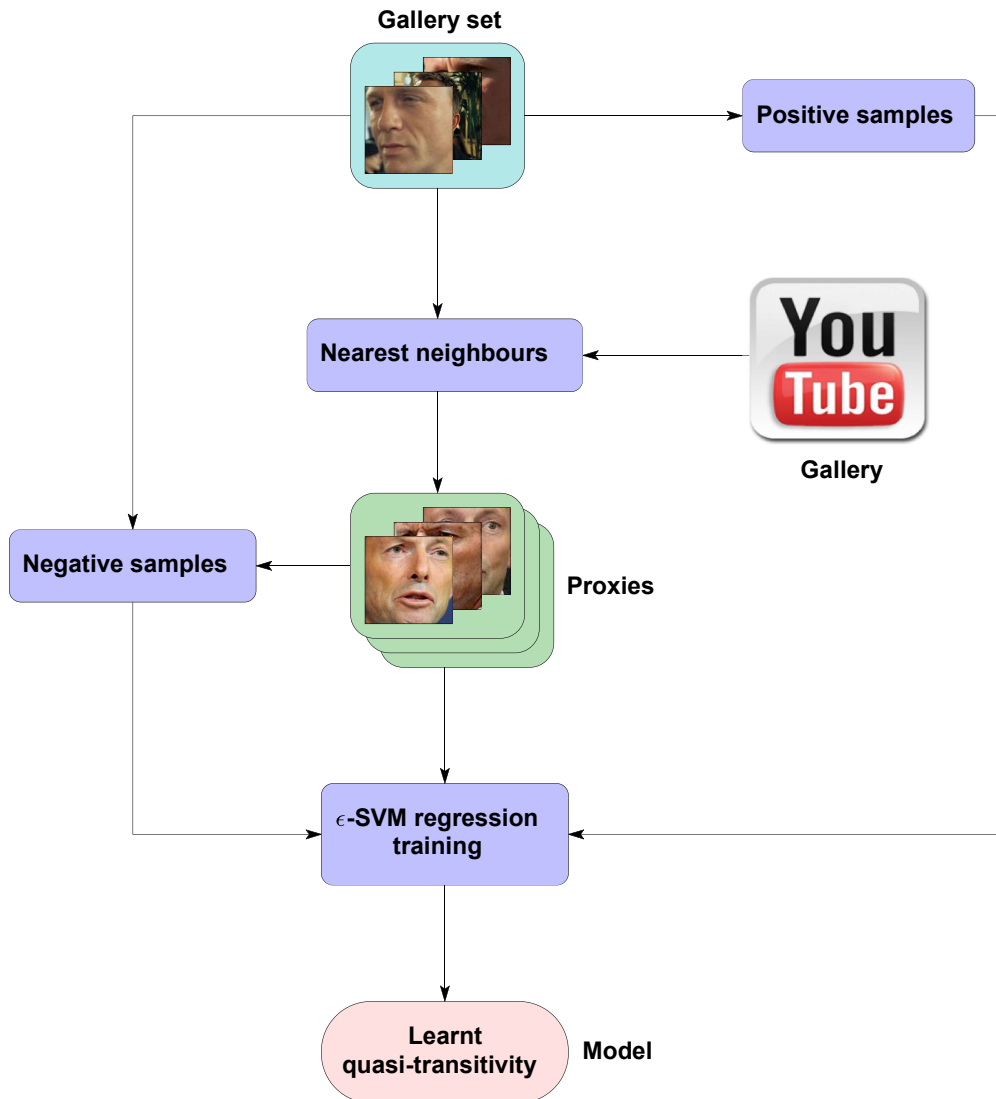 Gallery set
Positive samples
You
Tube
Nearest neighbours
Gallery
Negative samples
Proxies
ϵ-SVM regression
training
Learnt
quasi-transitivity
Model